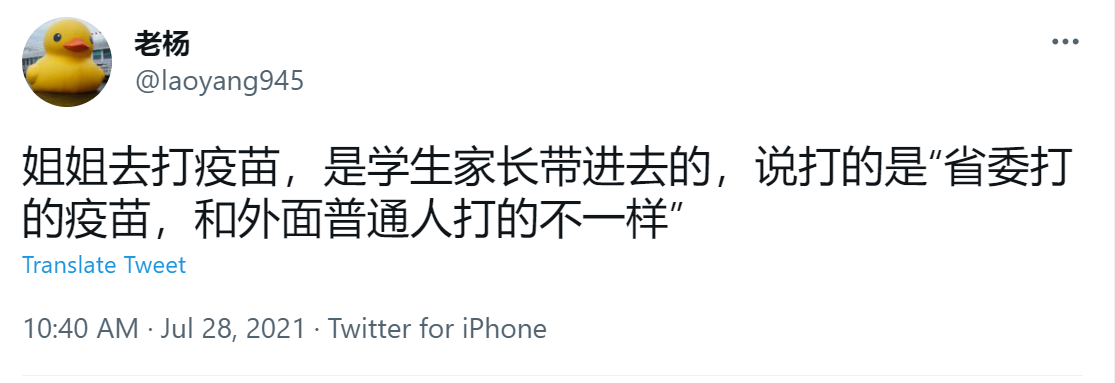 老杨
@laoyang945
姐姐去打疫苗，是学生家长带进去的，说打的是“省委打
的疫苗，和外面普通人打的不一样”
Translate Tweet
10:40 AM · Jul 28, 2021 · Twitter for iPhone